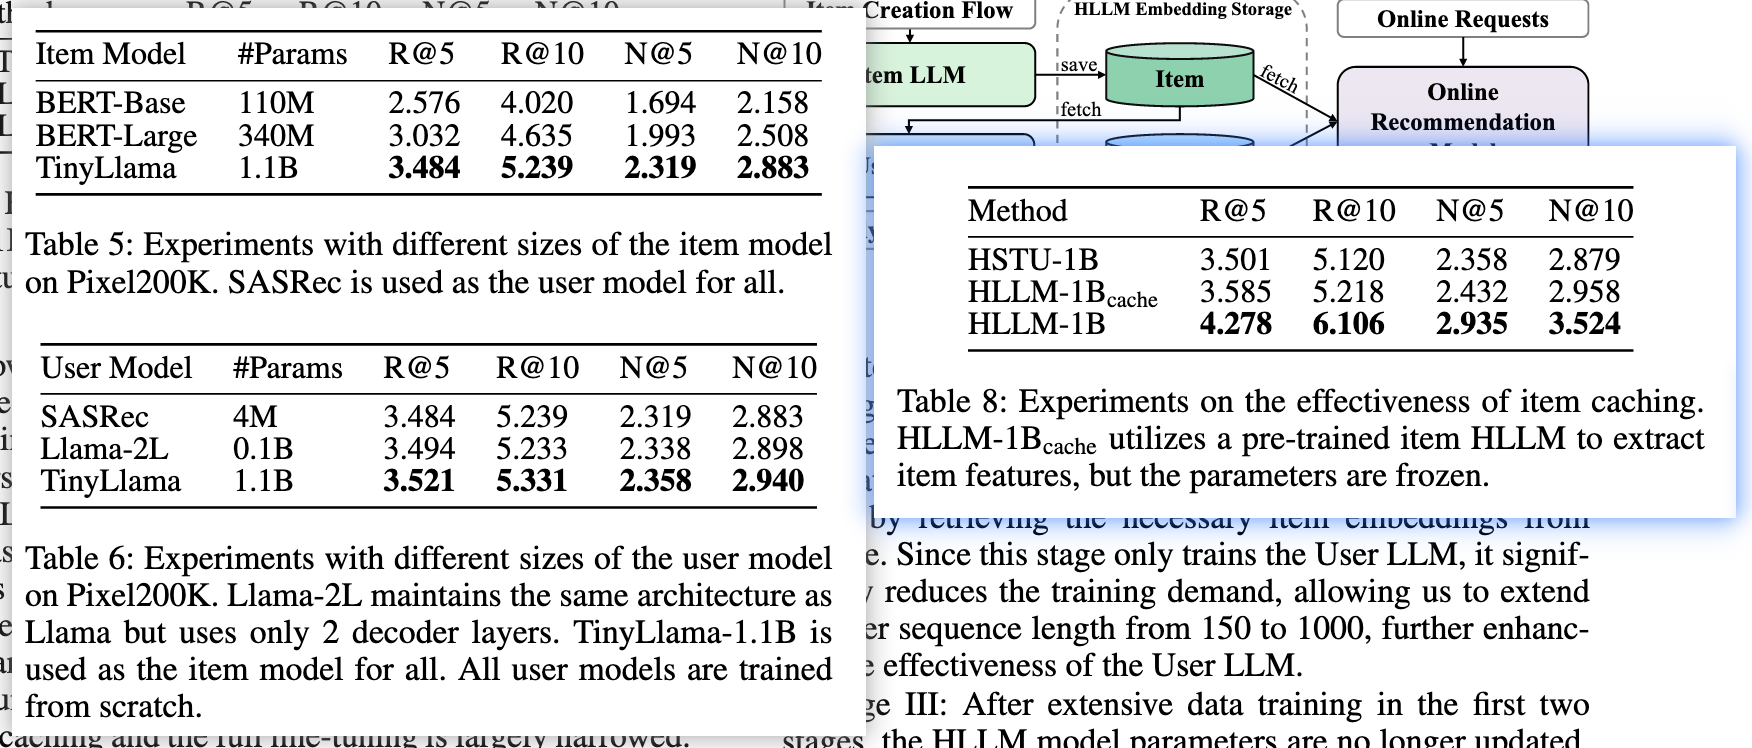 Item Model #Params R@5 R@10 N@5 N@10
BERT-Base 110M 2.576 4.020 1.694 2.158
BERT-Large 340M 3.032 4.635 1.993 2.508
TinyLlama 1.1B 3.484 5.239 2.319 2.883
Table 5: Experiments with different sizes of the item model
on Pixel200K. SASRec is used as the user model for all.
User Model #Params R@5 R@10 N@5 N@10
SASRec 4M 3.484 5.239 2.319 2.883
Llama-2L 0.1B 3.494 5.233 2.338 2.898
TinyLlama 1.1B 3.521 5.331 2.358 2.940
Table 6: Experiments with different sizes of the user model
on Pixel200K. Llama-2L maintains the same architecture as
Llama but uses only 2 decoder layers. TinyLlama-1.1B is
used as the item model for all. All user models are trained
from scratch.
caching and the full fine-tuning is largely narrowed.
Creation Flow
HLLM Embedding Storage
Online Requests
LLM
save
Item
fetch
fetch
Online
Recommendation
Method R@5 R@10 N@5 N@10
HSTU-1B 3.501 5.120 2.358 2.879
HLLM-1Bcache 3.585 5.218 2.432 2.958
HLLM-1B 4.278 6.106 2.935 3.524
Table 8: Experiments on the effectiveness of item caching.
HLLM-1Bcache utilizes a pre-trained item HLLM to extract
item features, but the parameters are frozen.
by retrieving the necessary item embeddings from
e. Since this stage only trains the User LLM, it signif-
reduces the training demand, allowing us to extend
er sequence length from 150 to 1000, further enhanc-
effectiveness of the User LLM.
ge III: After extensive data training in the first two
stages, the HLLM model parameters are no longer updated.